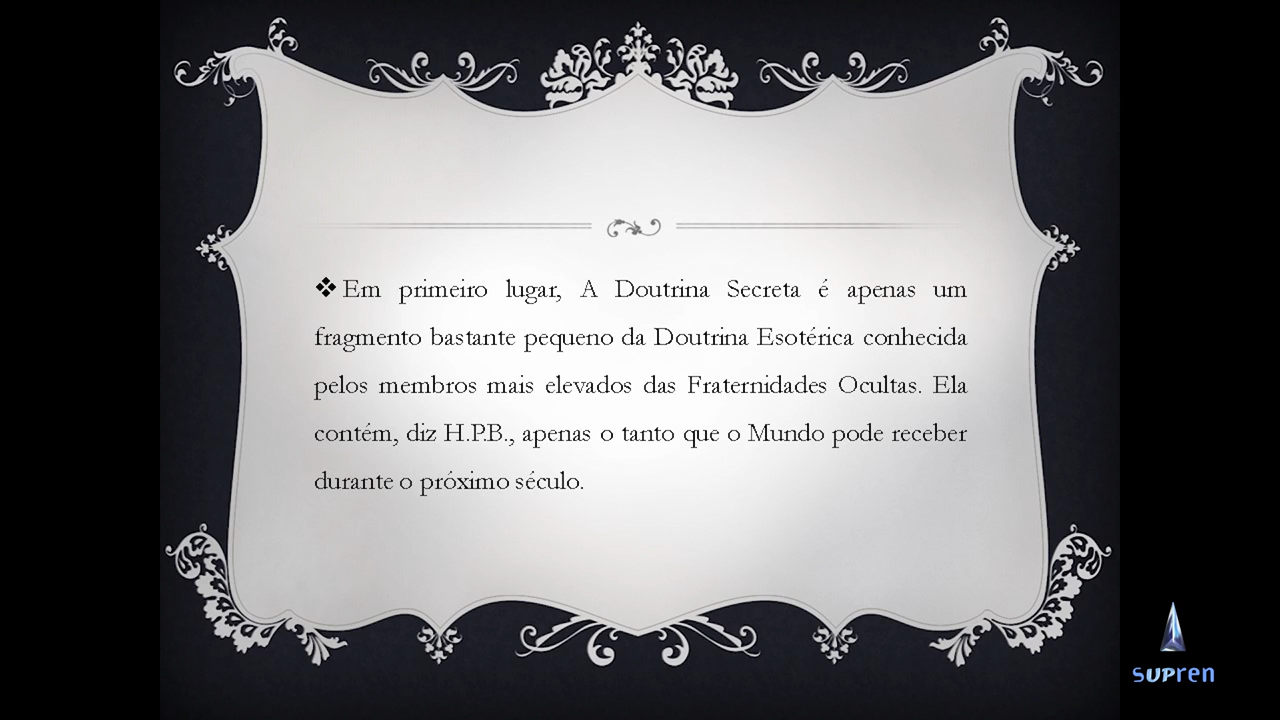 ❖Em primeiro lugar, A Doutrina Secreta é apenas um
fragmento bastante pequeno da Doutrina Esotérica conhecida
pelos membros mais elevados das Fraternidades Ocultas. Ela
contém, diz H.P.B., apenas o tanto que o Mundo pode receber
durante o próximo século.
supren